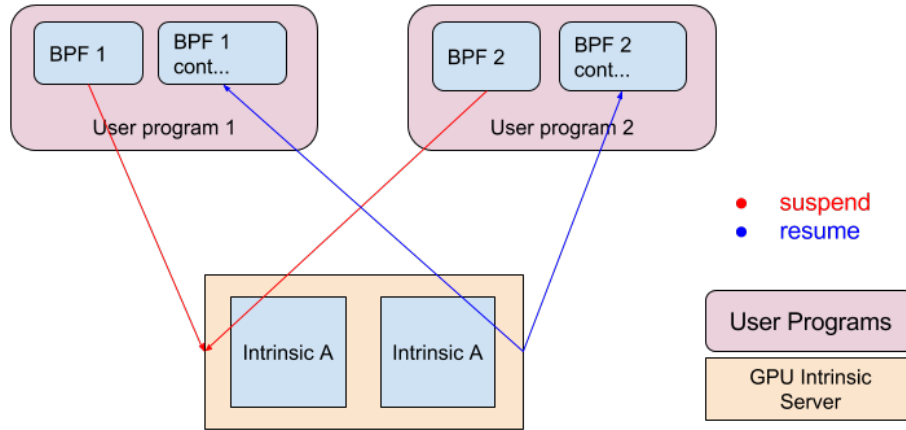 BPF 1
BPF 1
cont...
User program 1
BPF 2
BPF 2
cont...
User program 2
suspend
resume
Intrinsic A
Intrinsic A
User Programs
GPU Intrinsic
Server